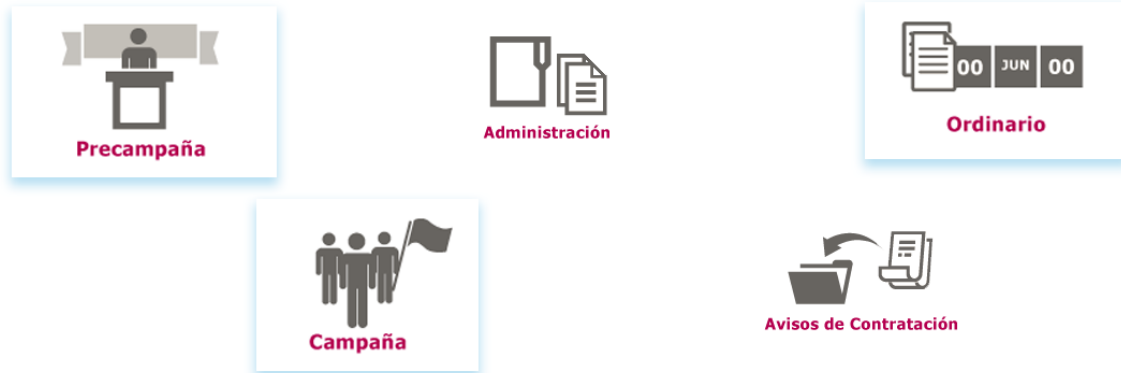 Precampaña
Administración
00 JUN 00
Ordinario
Campaña
Avisos de Contratación